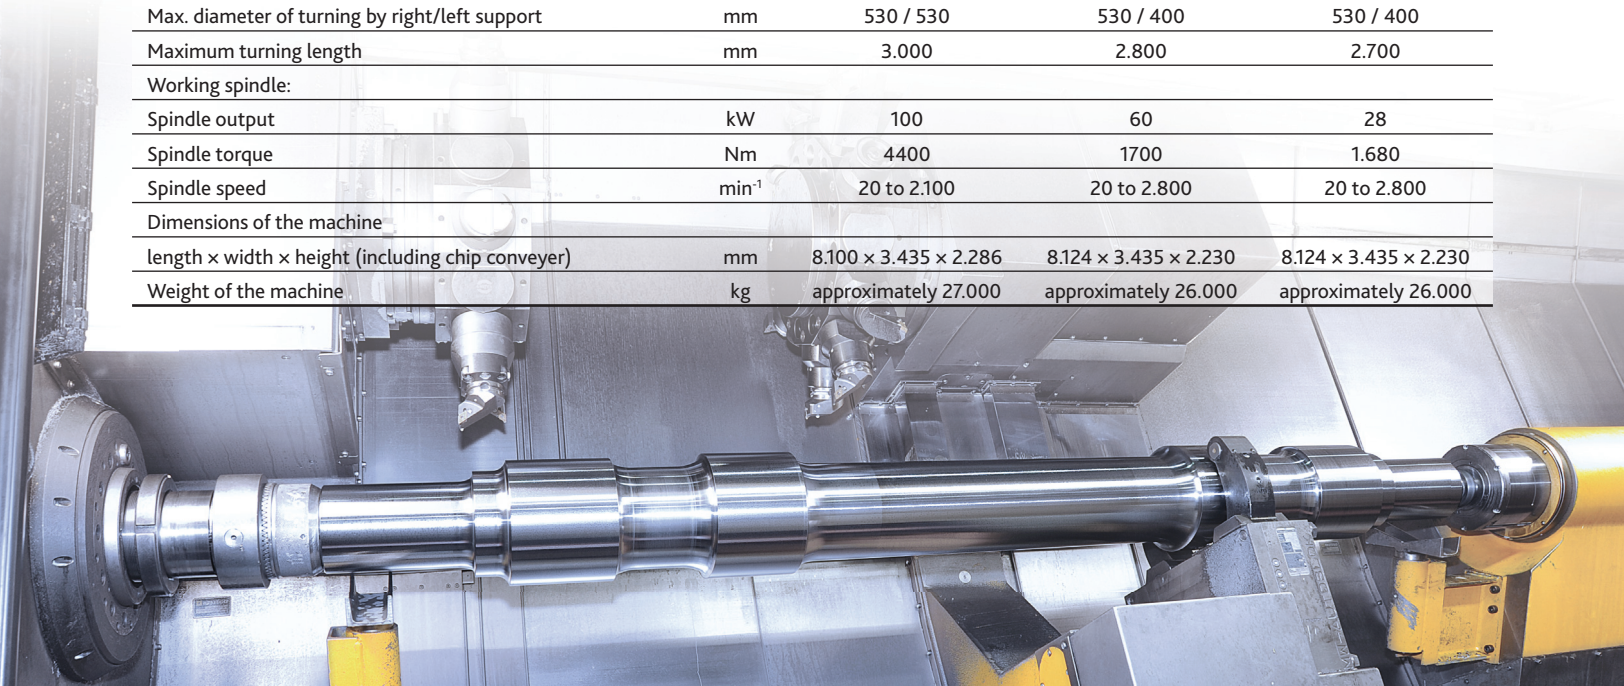 Max. diameter of turning by right/left support mm 530 / 530 530 / 400 530 / 400
Maximum turning length mm 3.000 2.800 2.700
Working spindle:
Spindle output kW 100 60 28
Spindle torque Nm 4400 1700 1.680
Spindle speed min-1 20 to 2.100 20 to 2.800 20 to 2.800
Dimensions of the machine
length × width × height (including chip conveyer) mm 8.100 × 3.435 × 2.286 8.124 × 3.435 × 2.230 8.124 × 3.435 × 2.230
Weight of the machine kg approximately 27.000 approximately 26.000 approximately 26.000